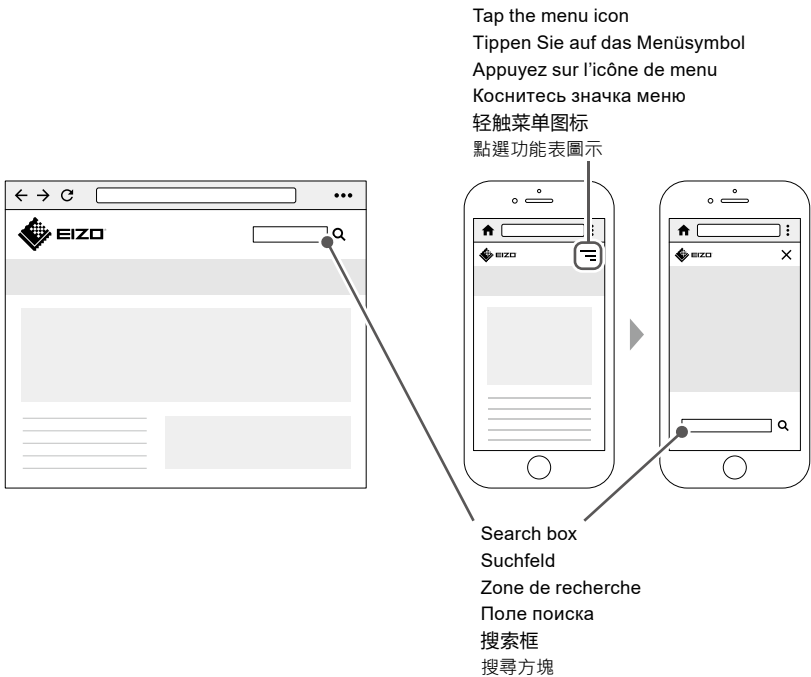 Tap the menu icon
Tippen Sie auf das Menüsymbol
Appuyez sur l'icône de menu
Коснитесь значка меню
轻触菜单图标
點選功能表圖示
EIZO
EIZO
EIZO
Search box
Suchfeld
Zone de recherche
Поле поиска
搜索框
搜尋方塊